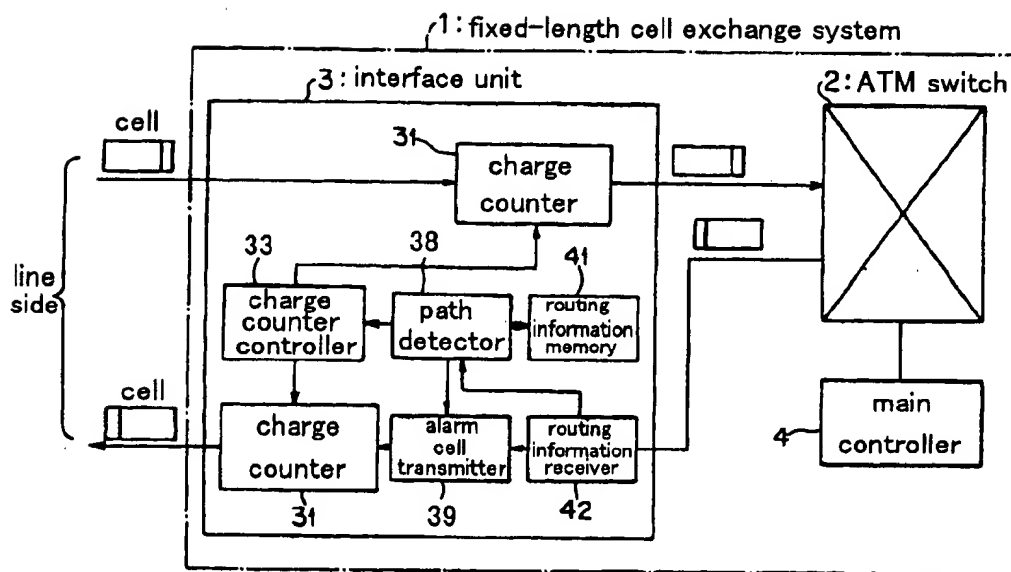 1: fixed-length cell exchange system
3: interface unit
2: ATM switch
cell
31
charge
counter
line
side
33
charge
counter
controller
38
path
detector
41
routing
information
memory
cell
charge
counter
31
alarm
cell
transmitter
39
routing
information
receiver
42
main
controller
4